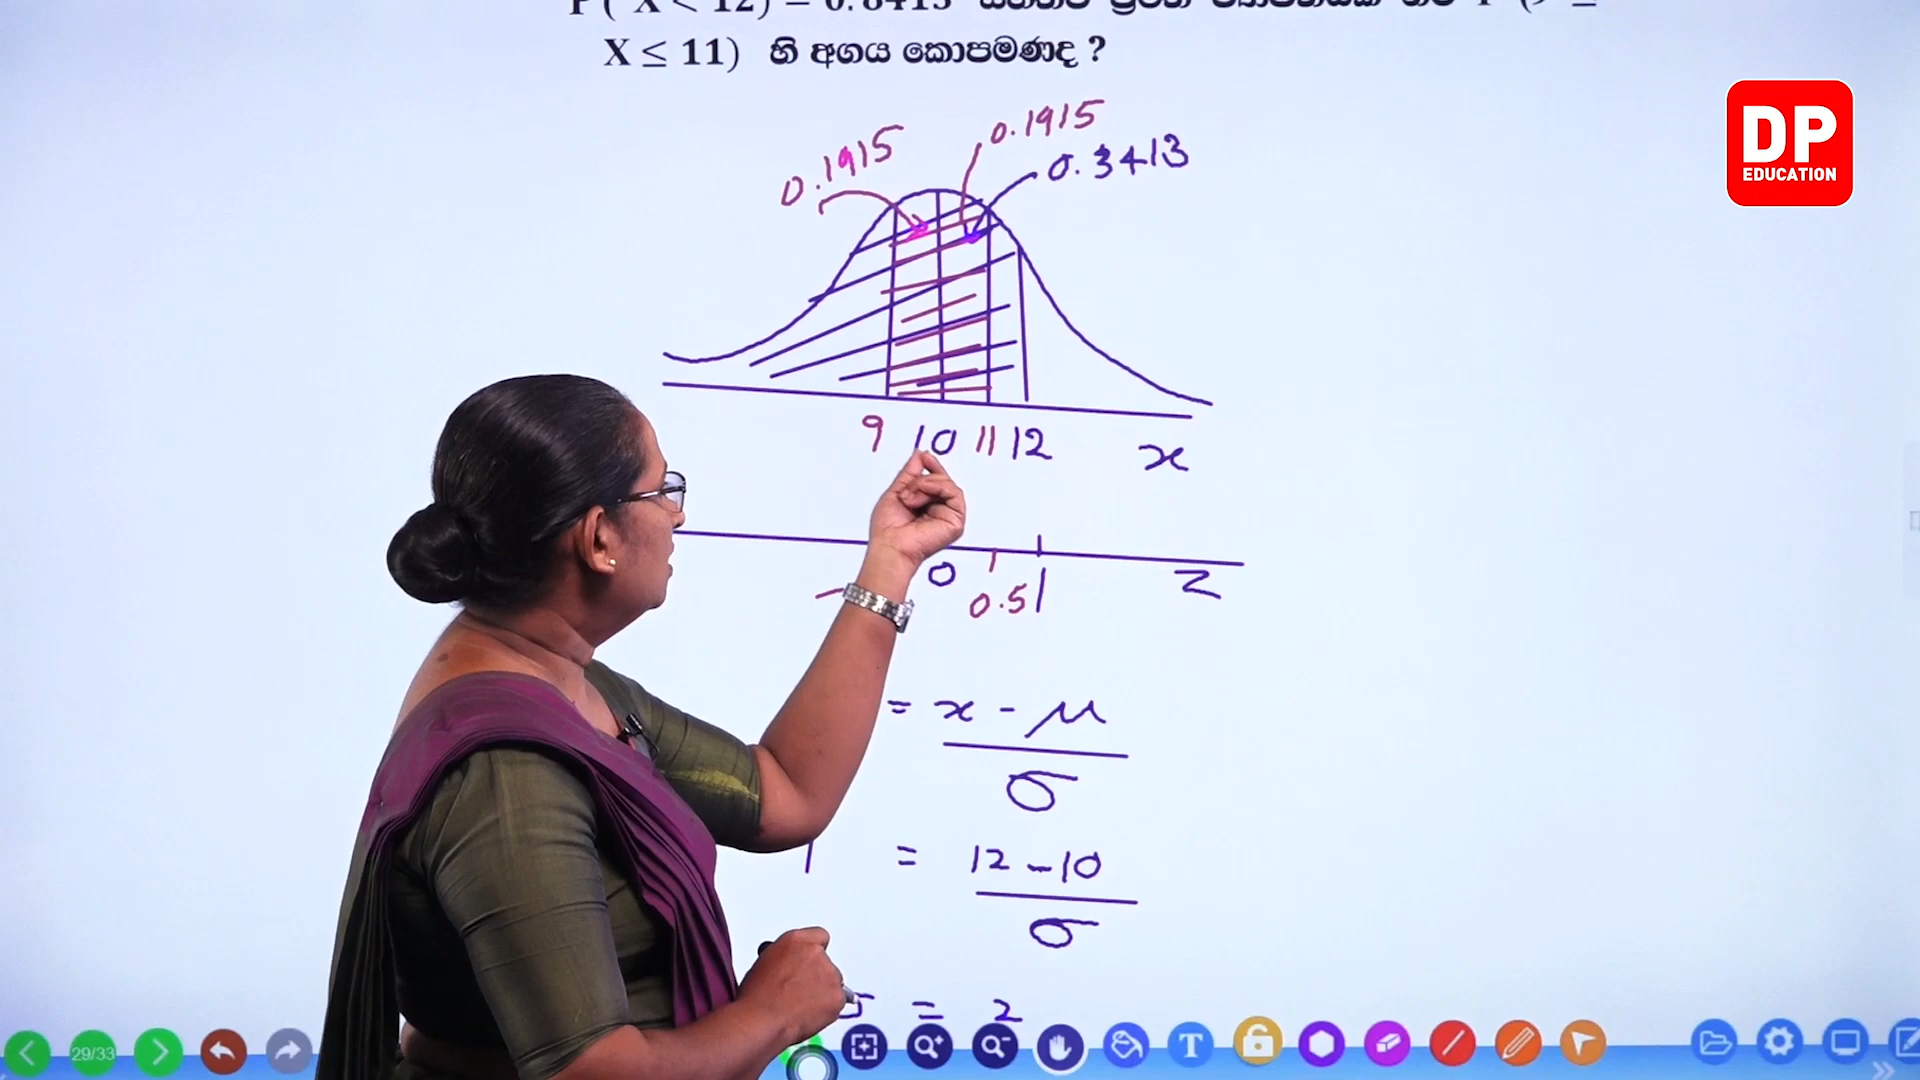 X ≤ 11) හි අගය කොපමණද ?
DP
EDUCATION
0.1915
0.1915
0.3413
9 10 11 12 x
0 0.5 1 z
= x - μ
σ
1 = 12 - 10
σ
= 2
29/33
T